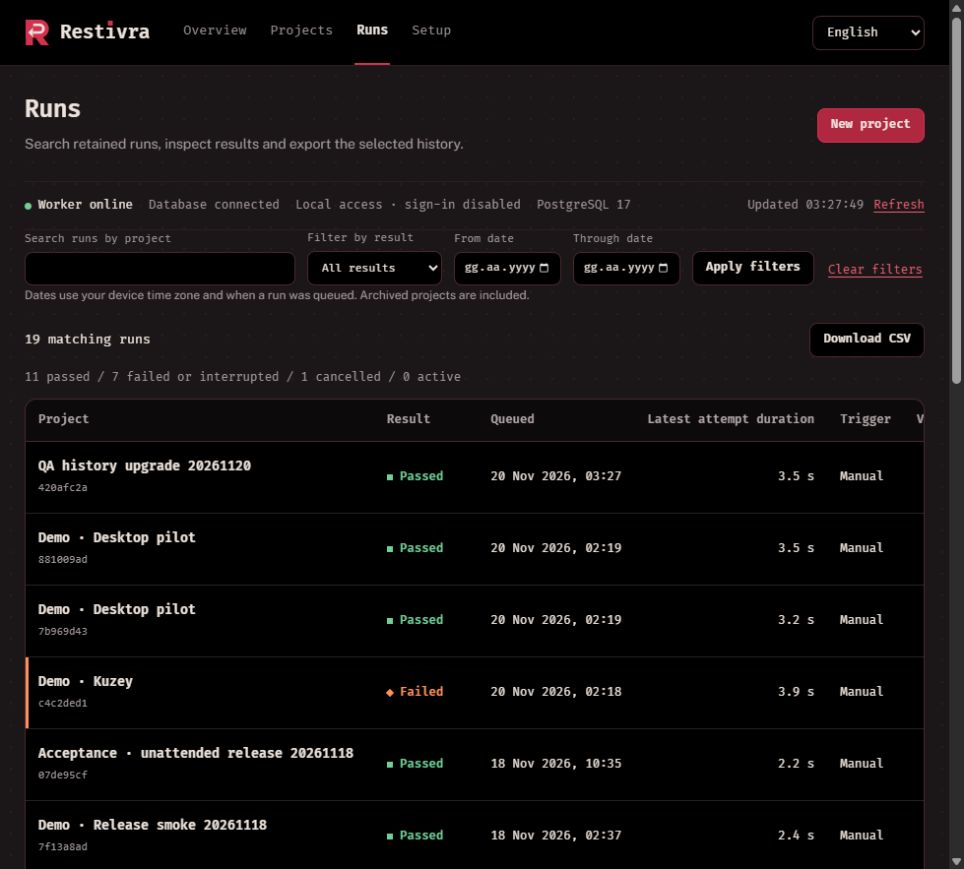 Restivra Overview Projects Runs Setup English
Runs
New project
Search retained runs, inspect results and export the selected history.
Worker online Database connected Local access · sign-in disabled PostgreSQL 17 Updated 03:27:49 Refresh
Search runs by project Filter by result From date Through date
All results gg.aa.yyyy gg.aa.yyyy Apply filters Clear filters
Dates use your device time zone and when a run was queued. Archived projects are included.
19 matching runs Download CSV
11 passed / 7 failed or interrupted / 1 cancelled / 0 active
Project Result Queued Latest attempt duration Trigger V
QA history upgrade 20261120
420afc2a
Passed 20 Nov 2026, 03:27 3.5 s Manual
Demo · Desktop pilot
881009ad
Passed 20 Nov 2026, 02:19 3.5 s Manual
Demo · Desktop pilot
7b969d43
Passed 20 Nov 2026, 02:19 3.2 s Manual
Demo · Kuzey
c4c2ded1
Failed 20 Nov 2026, 02:18 3.9 s Manual
Acceptance · unattended release 20261118
07de95cf
Passed 18 Nov 2026, 10:35 2.2 s Manual
Demo · Release smoke 20261118
7f13a8ad
Passed 18 Nov 2026, 02:37 2.4 s Manual